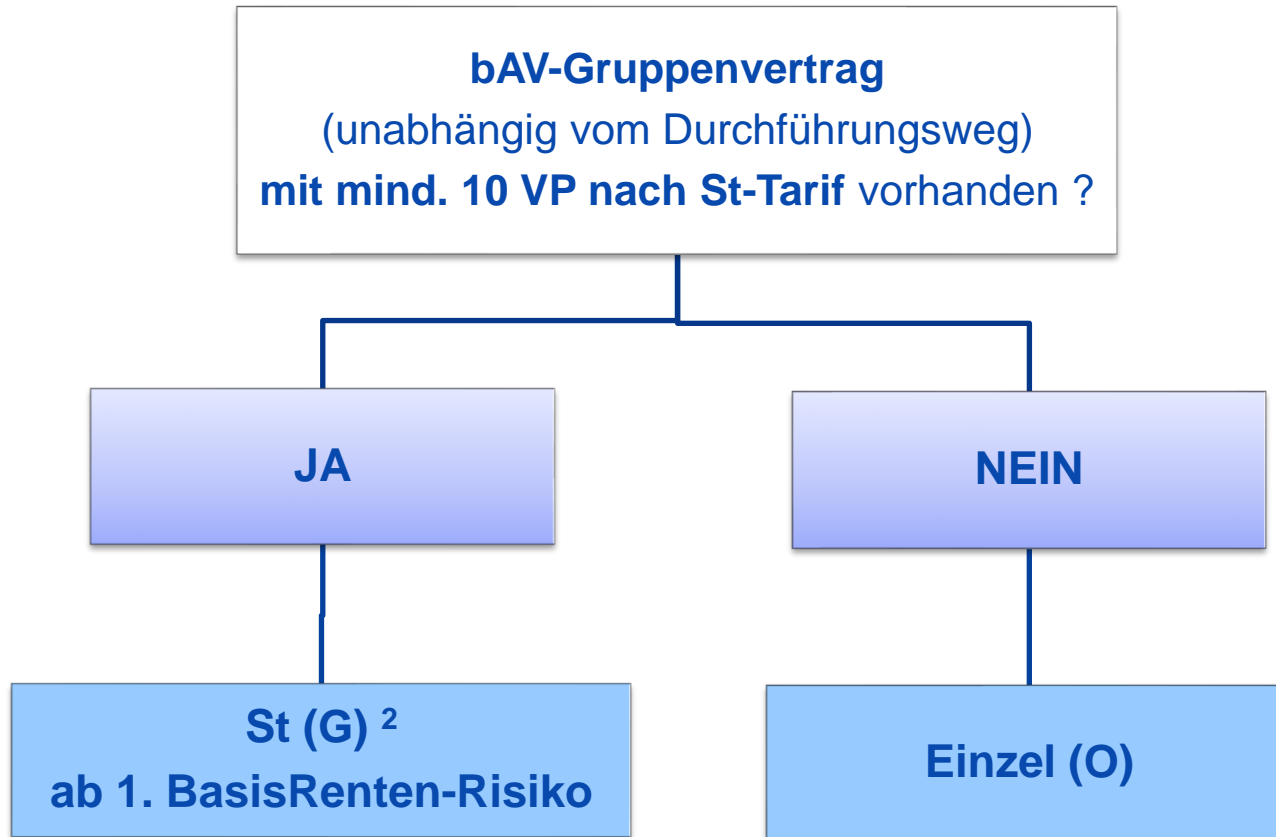 bAV-Gruppenvertrag
(unabhängig vom Durchführungsweg)
mit mind. 10 VP nach St-Tarif vorhanden ?
JA
NEIN
St (G) ²
ab 1. BasisRenten-Risiko
Einzel (O)